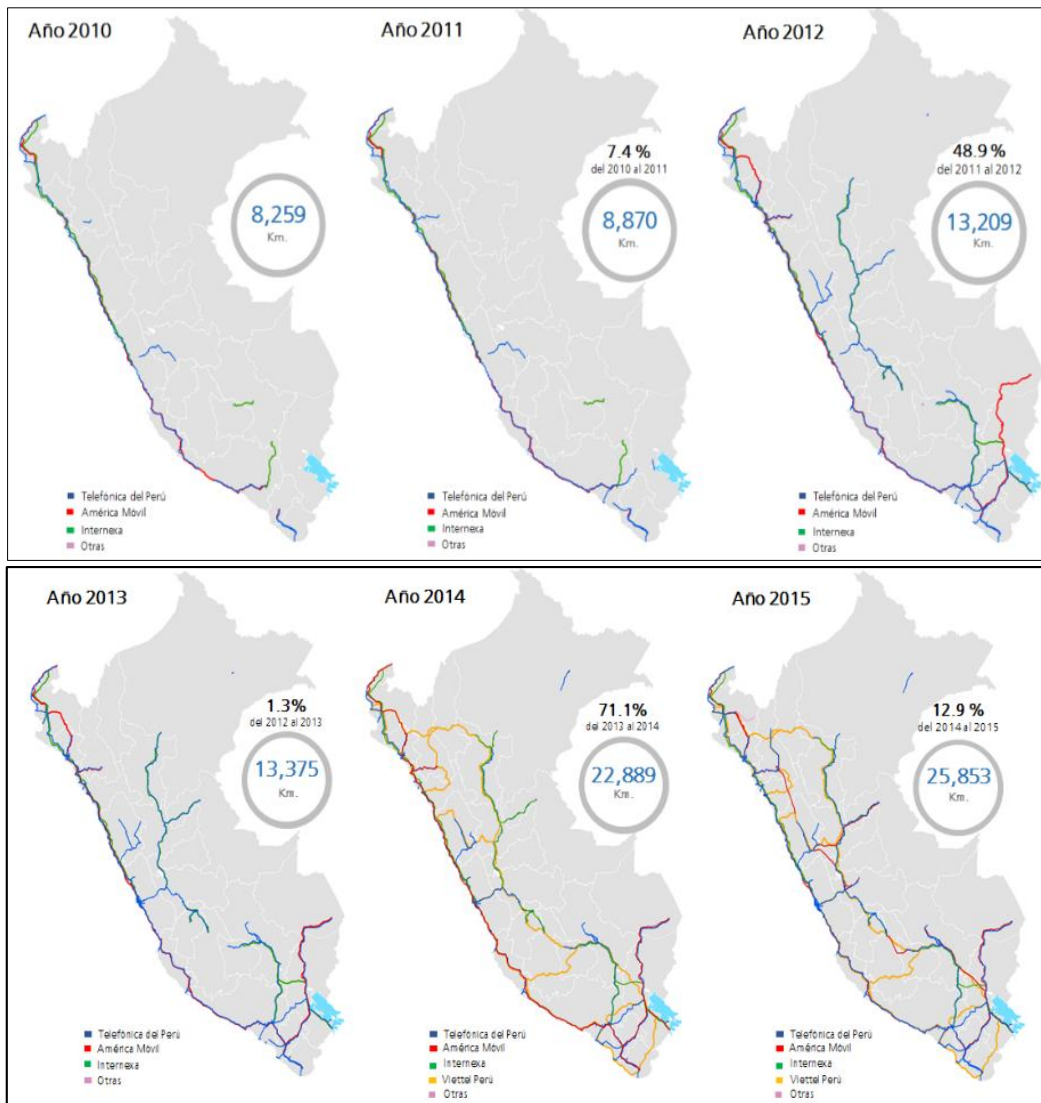 Año 2010
8,259
Km.
Telefónica del Perú
América Móvil
Internexa
Otras
Año 2011
7.4 %
del 2010 al 2011
8,870
Km.
Telefónica del Perú
América Móvil
Internexa
Otras
Año 2012
48.9 %
del 2011 al 2012
13,209
Km.
Telefónica del Perú
América Móvil
Internexa
Otras
Año 2013
1.3%
del 2012 al 2013
13,375
Km.
Telefónica del Perú
América Móvil
Internexa
Otras
Año 2014
71.1%
del 2013 al 2014
22,889
Km.
Telefónica del Perú
América Móvil
Internexa
Viettel Perú
Otras
Año 2015
12.9 %
del 2014 al 2015
25,853
Km.
Telefónica del Perú
América Móvil
Internexa
Viettel Perú
Otras